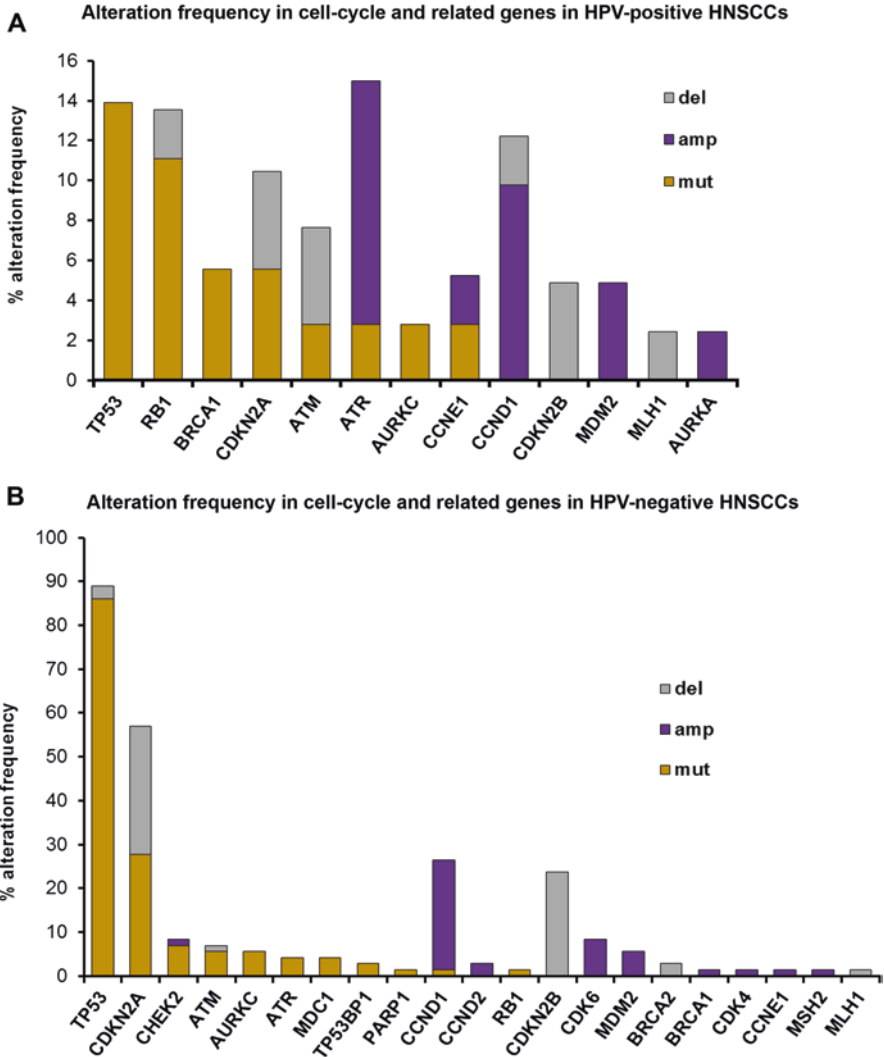 A
Alteration frequency in cell-cycle and related genes in HPV-positive HNSCCs
% alteration frequency
16
14
12
10
8
6
4
2
0
del
amp
mut
TP53
RB1
BRCA1
CDKN2A
ATM
ATR
AURKC
CCNE1
CCND1
CDKN2B
MDM2
MLH1
AURKA
B
Alteration frequency in cell-cycle and related genes in HPV-negative HNSCCs
% alteration frequency
100
90
80
70
60
50
40
30
20
10
0
del
amp
mut
TP53
CDKN2A
CHEK2
ATM
AURKC
ATR
MDC1
TP53BP1
PARP1
CCND1
CCND2
RB1
CDKN2B
CDK6
MDM2
BRCA2
BRCA1
CDK4
CCNE1
MSH2
MLH1